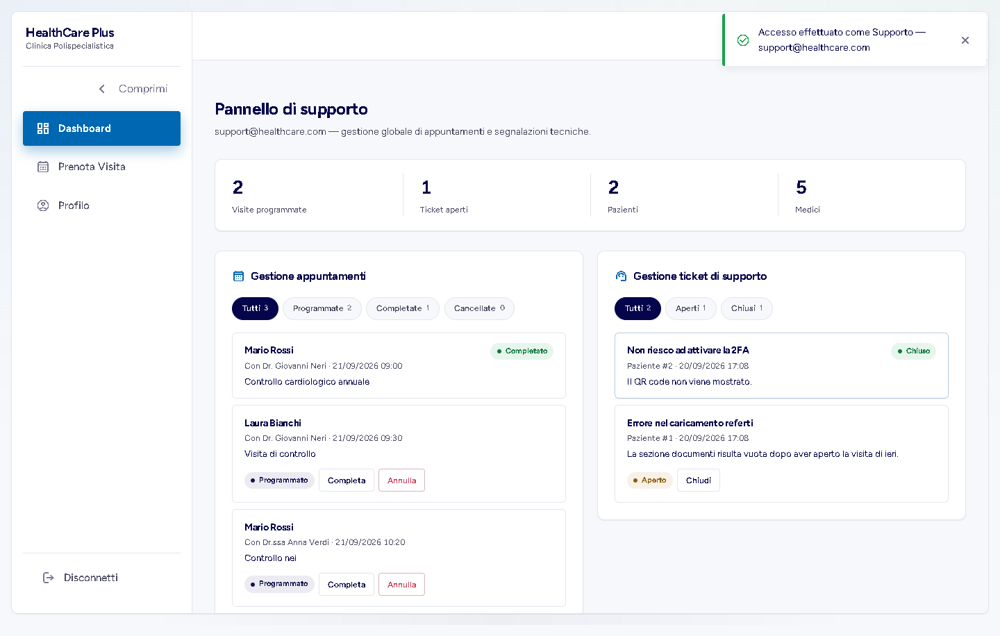 HealthCare Plus
Clinica Polispecialistica
Comprimi
Dashboard
Prenota Visita
Profilo
Disconnetti
Accesso effettuato come Supporto —
support@healthcare.com
Pannello di supporto
support@healthcare.com — gestione globale di appuntamenti e segnalazioni tecniche.
2
Visite programmate
1
Ticket aperti
2
Pazienti
5
Medici
Gestione appuntamenti
Tutti 3
Programmate 2
Completate 1
Cancellate 0
Mario Rossi
Completato
Con Dr. Giovanni Neri · 21/09/2026 09:00
Controllo cardiologico annuale
Laura Bianchi
Con Dr. Giovanni Neri · 21/09/2026 09:30
Visita di controllo
Programmato
Completa
Annulla
Mario Rossi
Con Dr.ssa Anna Verdi · 21/09/2026 10:20
Controllo nei
Programmato
Completa
Annulla
Gestione ticket di supporto
Tutti 2
Aperti 1
Chiusi 1
Non riesco ad attivare la 2FA
Chiuso
Paziente #2 · 20/09/2026 17:08
Il QR code non viene mostrato.
Errore nel caricamento referti
Paziente #1 · 20/09/2026 17:08
La sezione documenti risulta vuota dopo aver aperto la visita di ieri.
Aperto
Chiudi